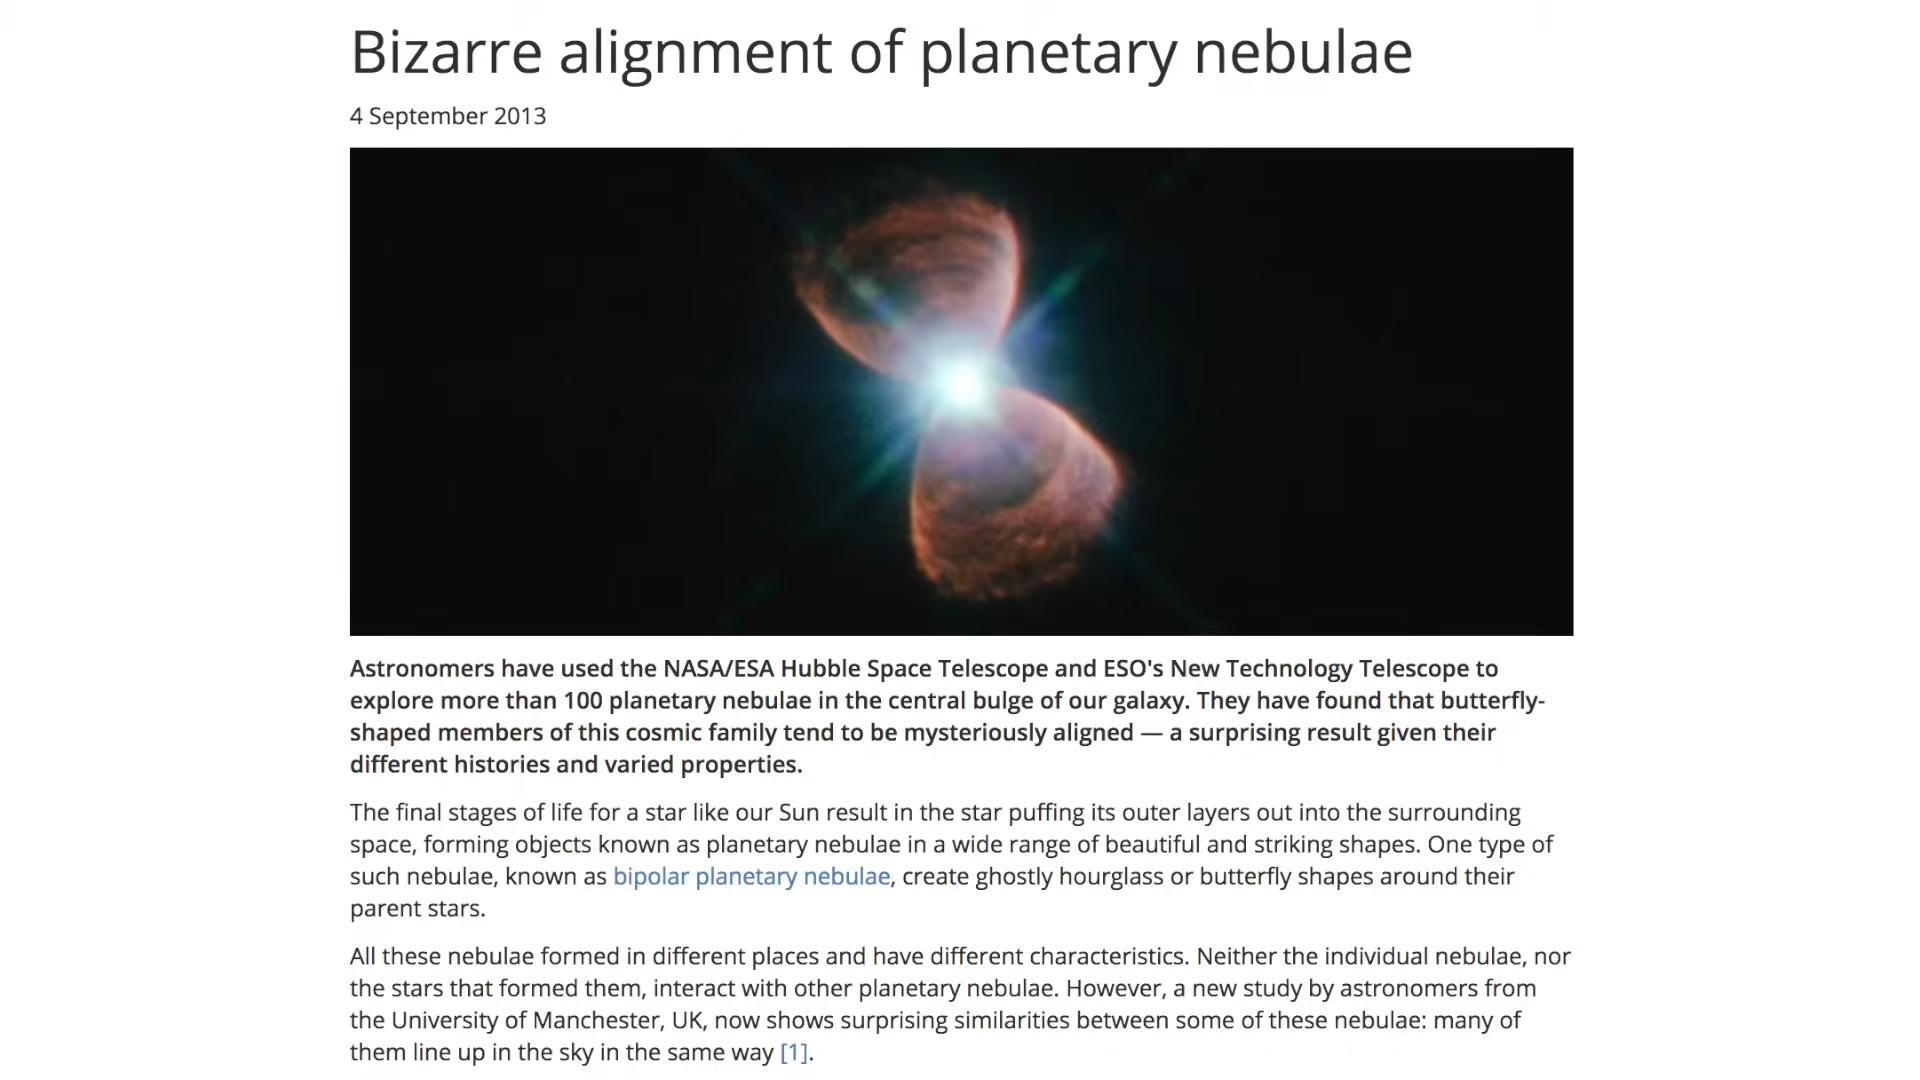 Bizarre alignment of planetary nebulae
4 September 2013
Astronomers have used the NASA/ESA Hubble Space Telescope and ESO's New Technology Telescope to
explore more than 100 planetary nebulae in the central bulge of our galaxy. They have found that butterfly-
shaped members of this cosmic family tend to be mysteriously aligned — a surprising result given their
different histories and varied properties.
The final stages of life for a star like our Sun result in the star puffing its outer layers out into the surrounding
space, forming objects known as planetary nebulae in a wide range of beautiful and striking shapes. One type of
such nebulae, known as bipolar planetary nebulae, create ghostly hourglass or butterfly shapes around their
parent stars.
All these nebulae formed in different places and have different characteristics. Neither the individual nebulae, nor
the stars that formed them, interact with other planetary nebulae. However, a new study by astronomers from
the University of Manchester, UK, now shows surprising similarities between some of these nebulae: many of
them line up in the sky in the same way [1].